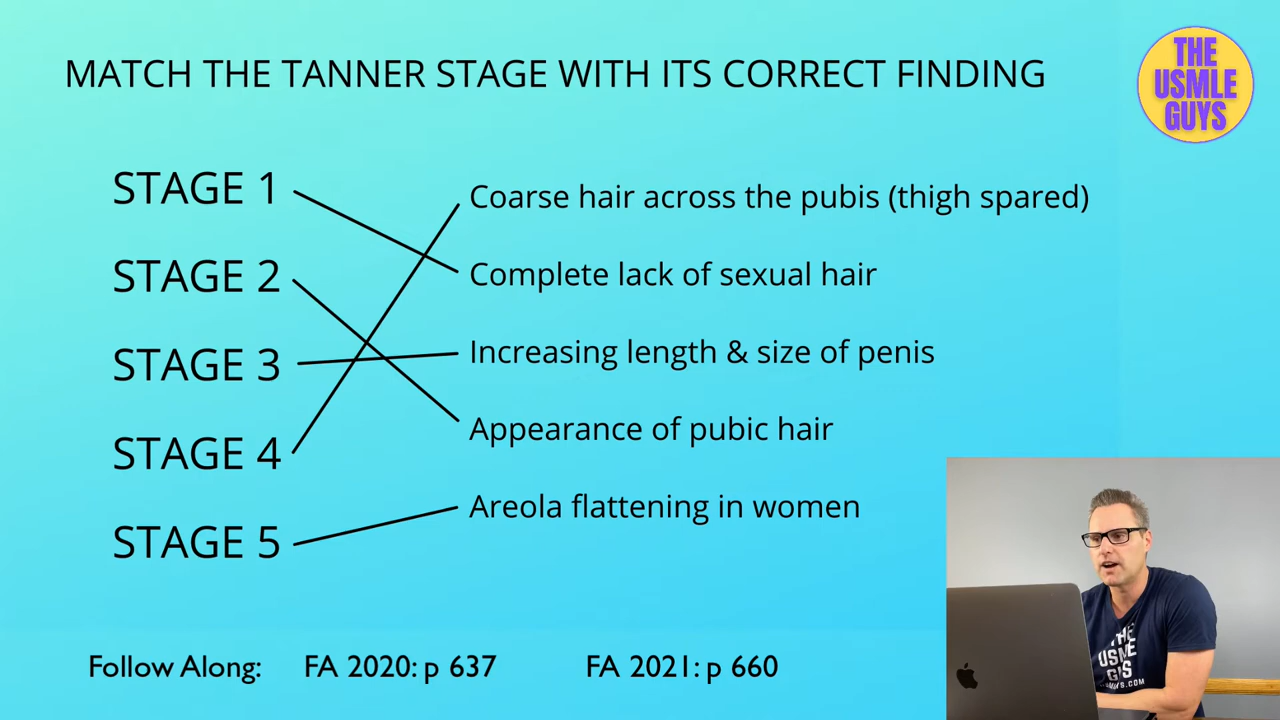 MATCH THE TANNER STAGE WITH ITS CORRECT FINDING
THE
USMLE
GUYS
STAGE 1
STAGE 2
STAGE 3
STAGE 4
STAGE 5
Coarse hair across the pubis (thigh spared)
Complete lack of sexual hair
Increasing length & size of penis
Appearance of pubic hair
Areola flattening in women
Follow Along: FA 2020: p 637 FA 2021: p 660
THE